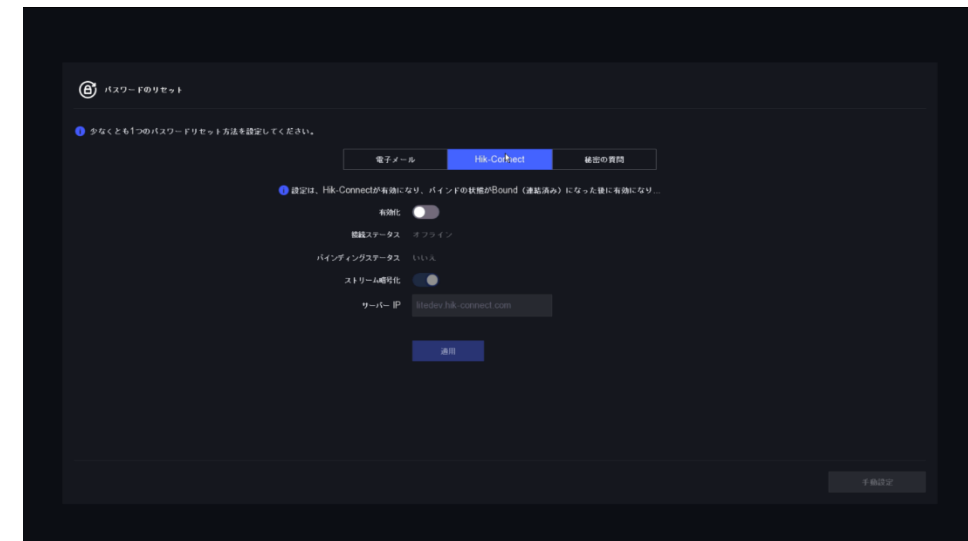 パスワードのリセット
少なくとも1つのパスワードリセット方法を設定してください。
電子メール Hik-Connect 秘密の質問
設定は、Hik-Connectが有効になり、バインドの状態がBound（連結済み）になった後に有効になり...
有効化
接続ステータス オフライン
バインディングステータス いいえ
ストリーム暗号化
サーバー IP litedev.hik-connect.com
適用
手動設定